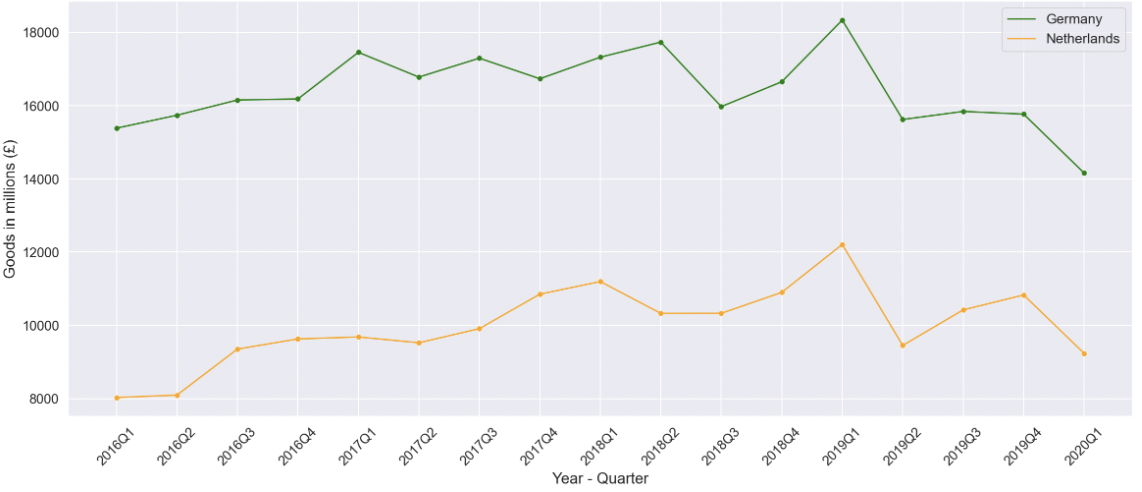 Germany
Netherlands
18000
16000
14000
12000
10000
8000
Goods in millions (£)
2016Q1
2016Q2
2016Q3
2016Q4
2017Q1
2017Q2
2017Q3
2017Q4
2018Q1
2018Q2
2018Q3
2018Q4
2019Q1
2019Q2
2019Q3
2019Q4
2020Q1
Year - Quarter